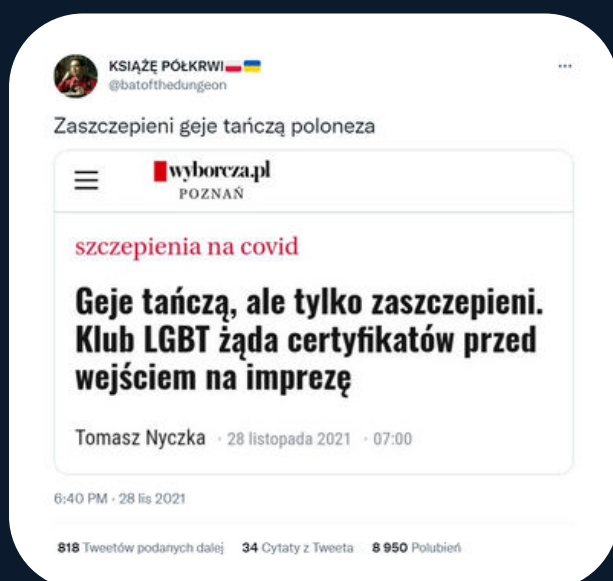 KSIĄŻĘ PÓŁKRWI🇵🇱🇺🇦
@batofthedungeon
Zaszczepieni geje tańczą poloneza
wyborcza.pl
POZNAŃ
szczepienia na covid
Geje tańczą, ale tylko zaszczepieni.
Klub LGBT żąda certyfikatów przed
wejściem na imprezę
Tomasz Nyczka · 28 listopada 2021 · 07:00
6:40 PM · 28 lis 2021
818 Tweetów podanych dalej 34 Cytaty z Tweeta 8 950 Polubień